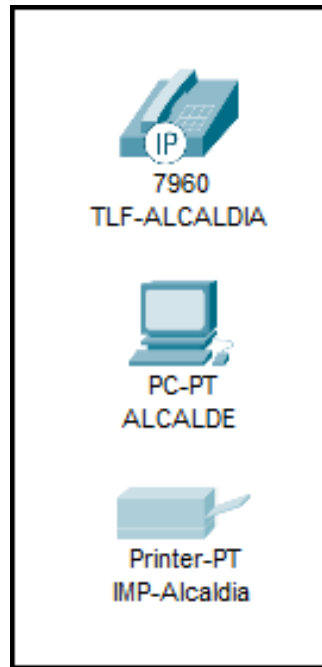 IP
7960
TLF-ALCALDIA
PC-PT
ALCALDE
Printer-PT
IMP-Alcaldia